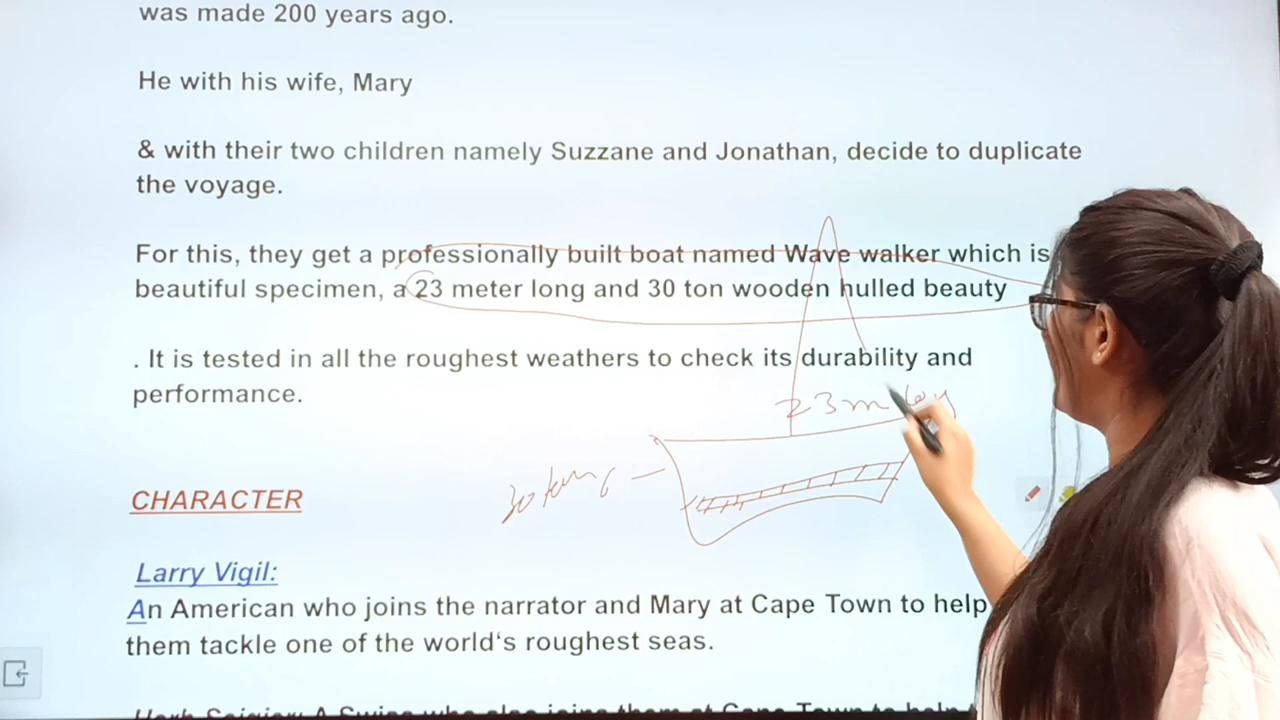 was made 200 years ago.
He with his wife, Mary
& with their two children namely Suzzane and Jonathan, decide to duplicate
the voyage.
For this, they get a professionally built boat named Wave walker which is
beautiful specimen, a 23 meter long and 30 ton wooden hulled beauty
. It is tested in all the roughest weathers to check its durability and
performance.
23m
30 tons
CHARACTER
Larry Vigil:
An American who joins the narrator and Mary at Cape Town to help
them tackle one of the world's roughest seas.